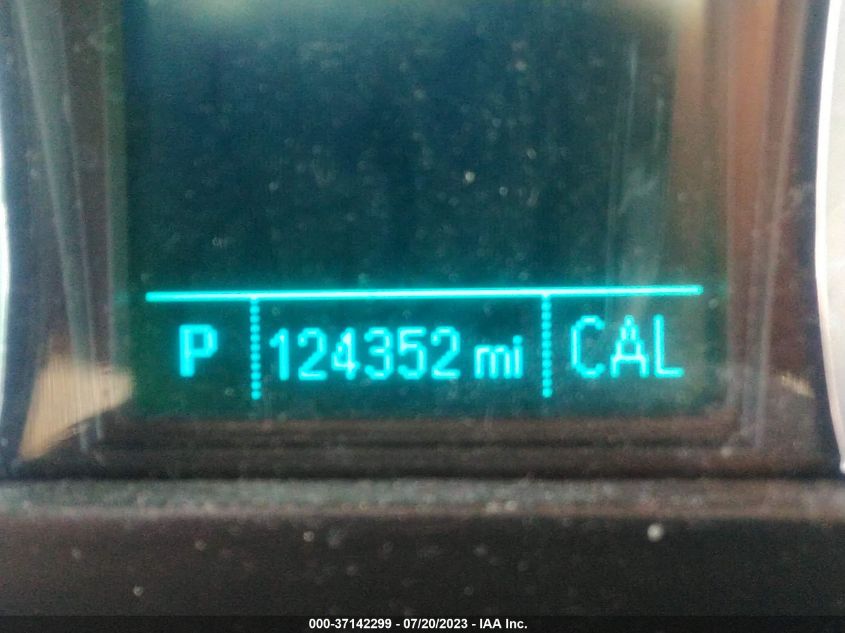 P 124352 mi CAL
000-37142299 - 07/20/2023 - IAA Inc.